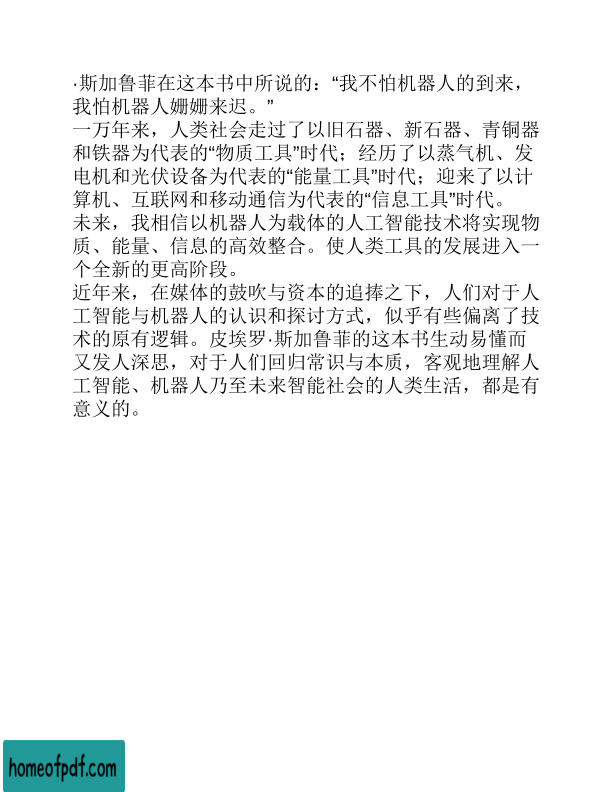 ·斯加鲁菲在这本书中所说的：“我不怕机器人的到来，
我怕机器人姗姗来迟。”
一万年来，人类社会走过了以旧石器、新石器、青铜器
和铁器为代表的“物质工具”时代；经历了以蒸气机、发
电机和光伏设备为代表的“能量工具”时代；迎来了以计
算机、互联网和移动通信为代表的“信息工具”时代。
未来，我相信以机器人为载体的人工智能技术将实现物
质、能量、信息的高效整合。使人类工具的发展进入一
个全新的更高阶段。
近年来，在媒体的鼓吹与资本的追捧之下，人们对于人
工智能与机器人的认识和探讨方式，似乎有些偏离了技
术的原有逻辑。皮埃罗·斯加鲁菲的这本书生动易懂而
又发人深思，对于人们回归常识与本质，客观地理解人
工智能、机器人乃至未来智能社会的人类生活，都是有
意义的。
homeofpdf.com